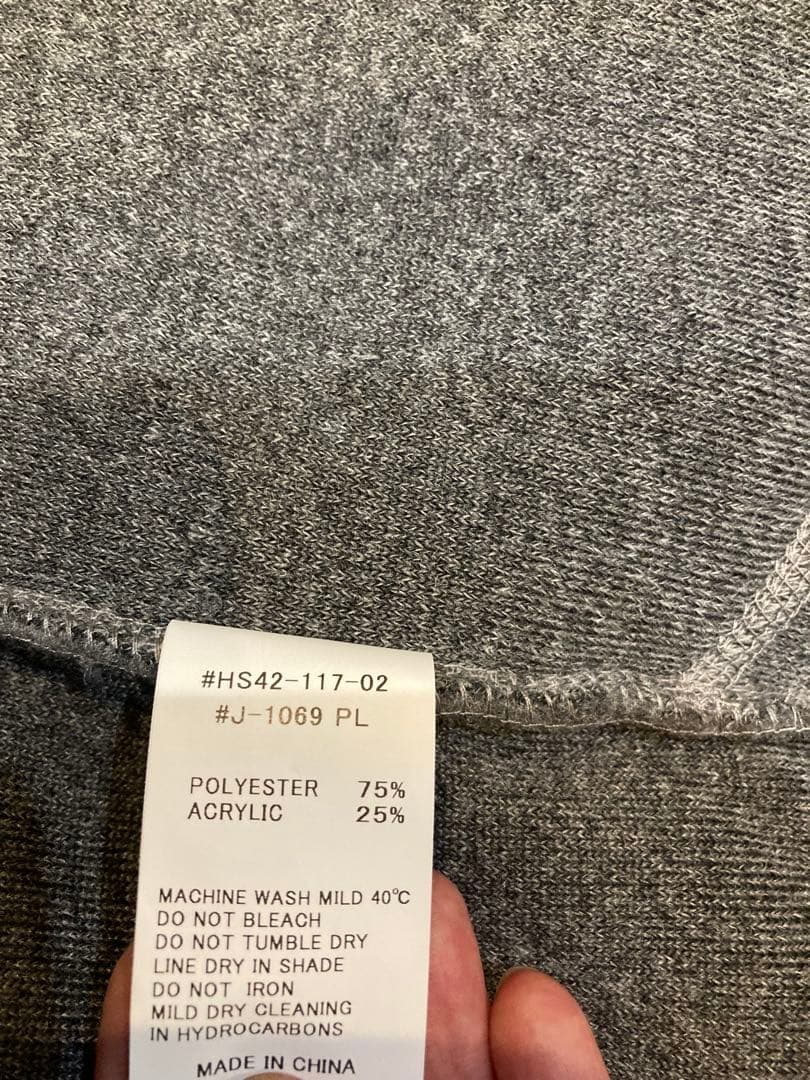 #HS42-117-02
#J-1069 PL
POLYESTER 75%
ACRYLIC 25%
MACHINE WASH MILD 40℃
DO NOT BLEACH
DO NOT TUMBLE DRY
LINE DRY IN SHADE
DO NOT IRON
MILD DRY CLEANING
IN HYDROCARBONS
MADE IN CHINA